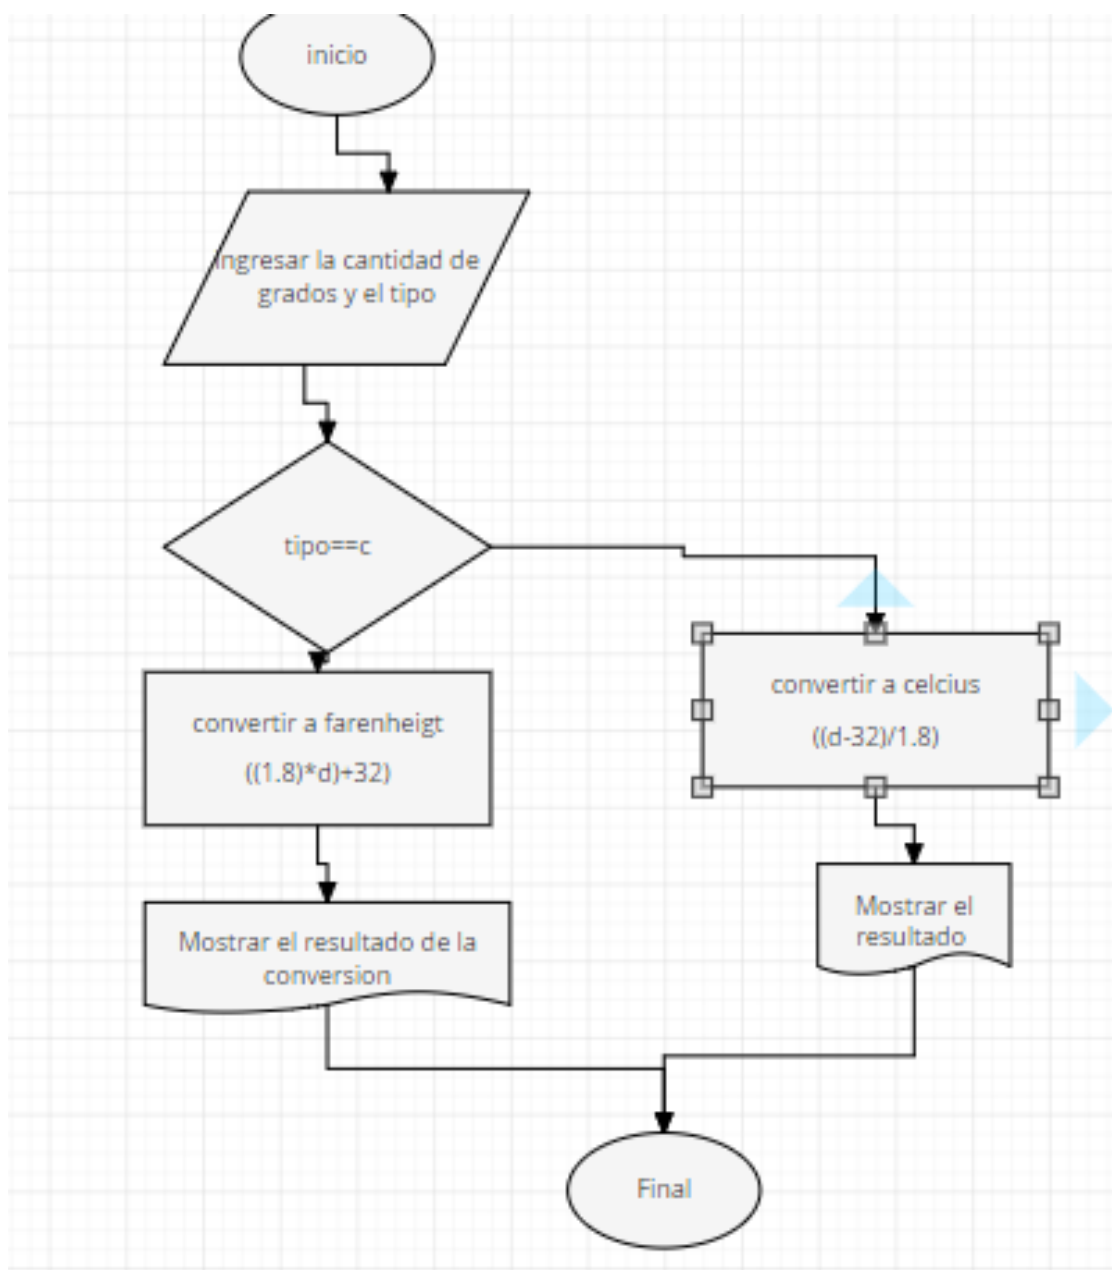 inicio
ingresar la cantidad de
grados y el tipo
tipo==c
convertir a farenheigt
((1.8)*d)+32)
convertir a celcius
((d-32)/1.8)
Mostrar el resultado de la
conversion
Mostrar el
resultado
Final